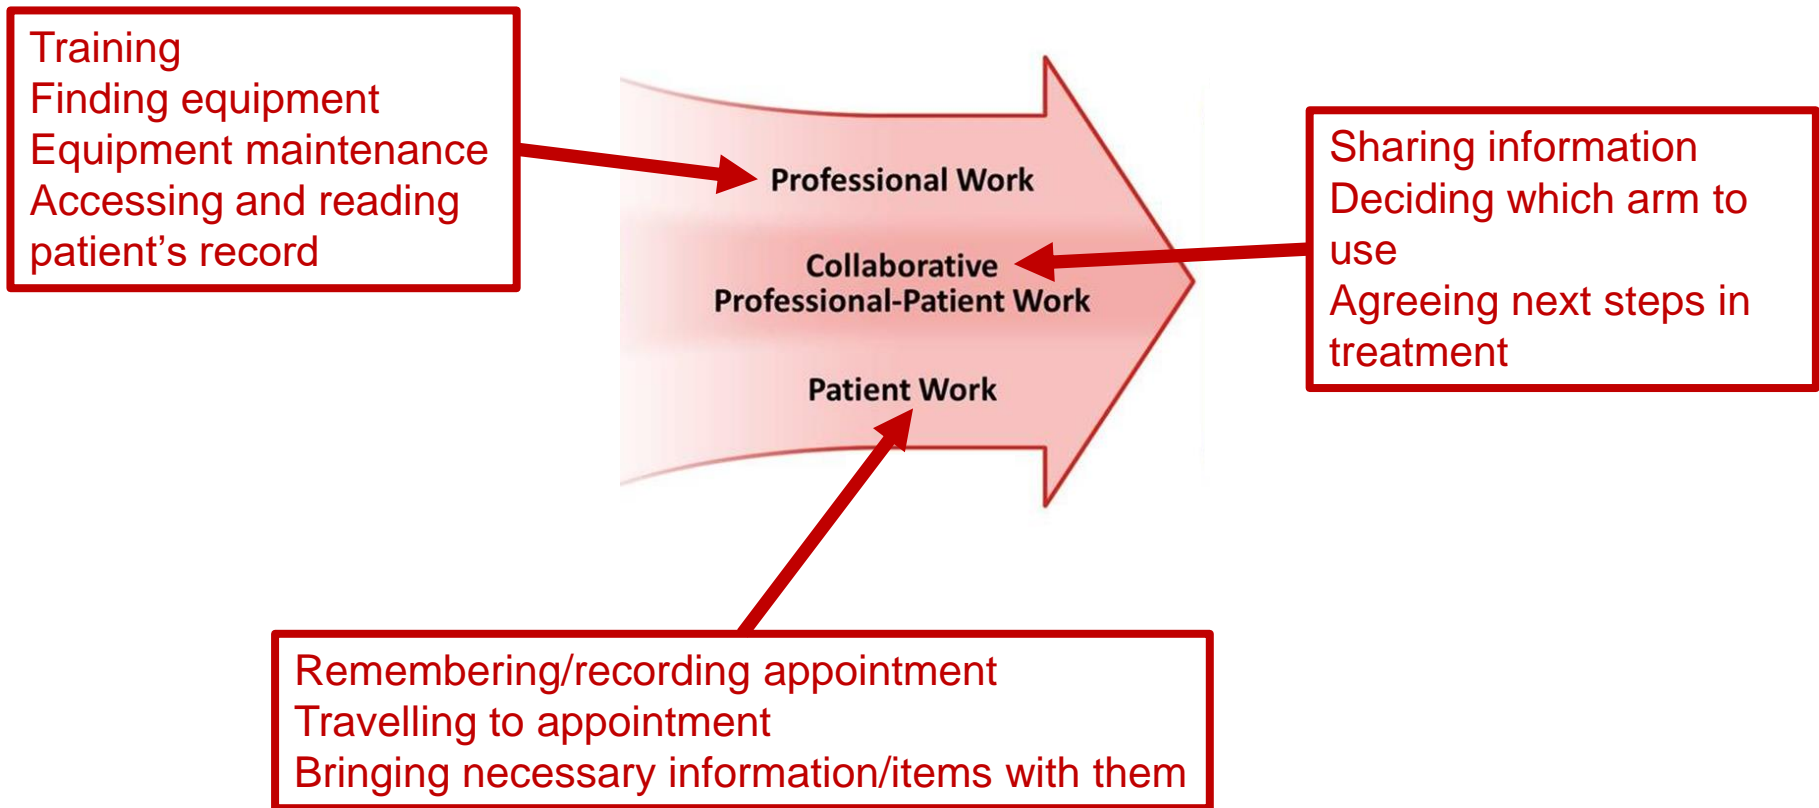 Training
Finding equipment
Equipment maintenance
Accessing and reading
patient’s record
Professional Work
Collaborative
Professional-Patient Work
Patient Work
Sharing information
Deciding which arm to
use
Agreeing next steps in
treatment
Remembering/recording appointment
Travelling to appointment
Bringing necessary information/items with them